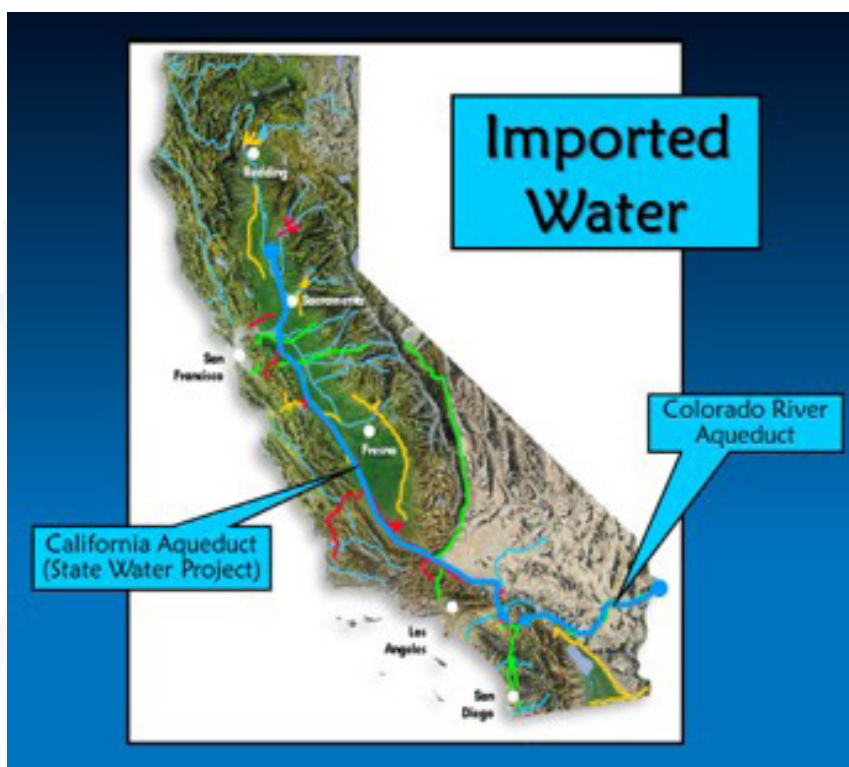 Imported
Water
Redding
Sacramento
San
Francisco
Fresno
Colorado River
Aqueduct
California Aqueduct
(State Water Project)
Los
Angeles
San
Diego